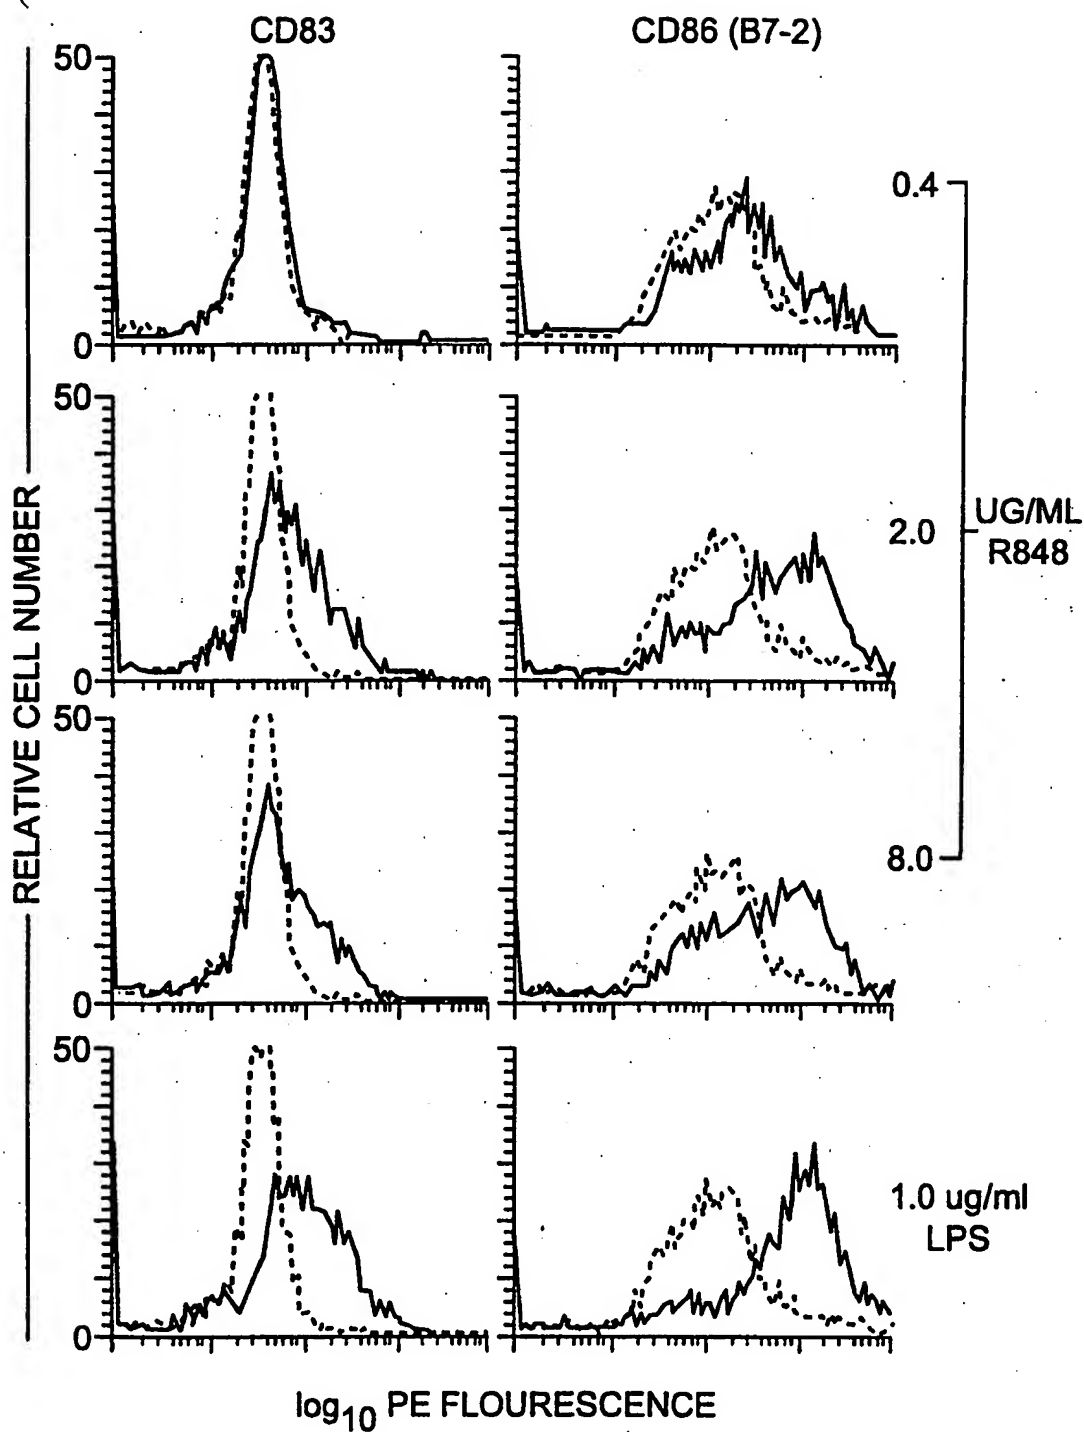 CD83
CD86 (B7-2)
RELATIVE CELL NUMBER
50
0
0.4
50
0
2.0
UG/ML
R848
50
0
8.0
50
0
1.0 ug/ml
LPS
log10 PE FLOURESCENCE